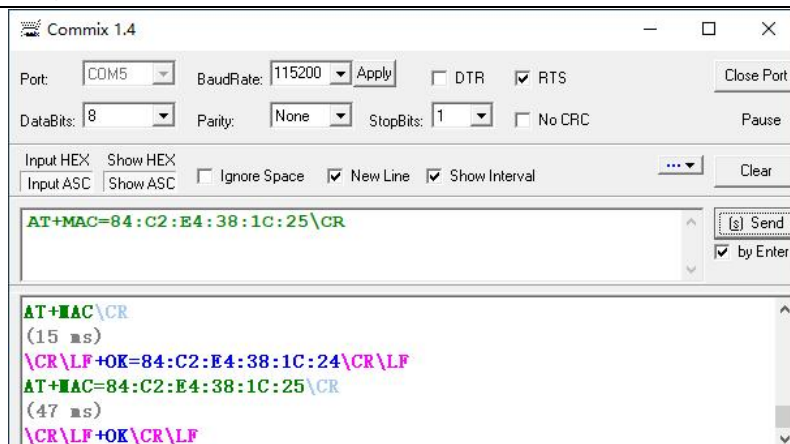 Commix 1.4
Port: COM5 BaudRate: 115200 Apply DTR RTS Close Port
DataBits: 8 Parity: None StopBits: 1 No CRC Pause
Input HEX Show HEX
Input ASC Show ASC Ignore Space New Line Show Interval ... Clear
AT+MAC=84:C2:E4:38:1C:25\CR
(s) Send
by Enter
AT+MAC\CR
(15 ms)
\CR\LF+OK=84:C2:E4:38:1C:24\CR\LF
AT+MAC=84:C2:E4:38:1C:25\CR
(47 ms)
\CR\LF+OK\CR\LF